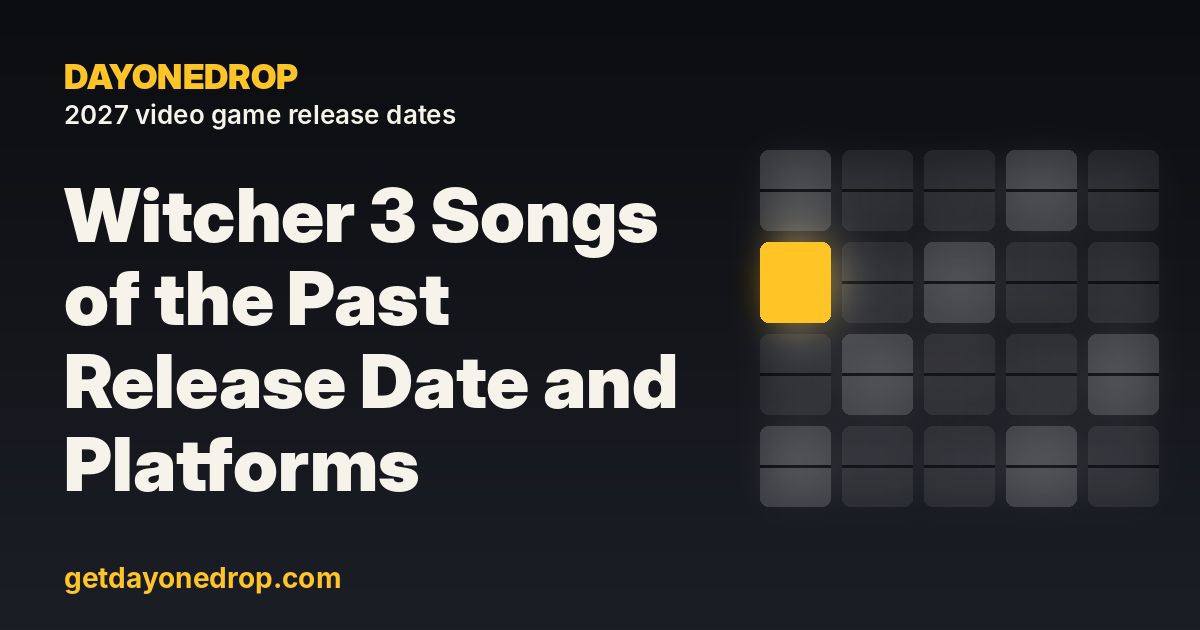 DAYONEDROP
2027 video game release dates
Witcher 3 Songs
of the Past
Release Date and
Platforms
getdayonedrop.com